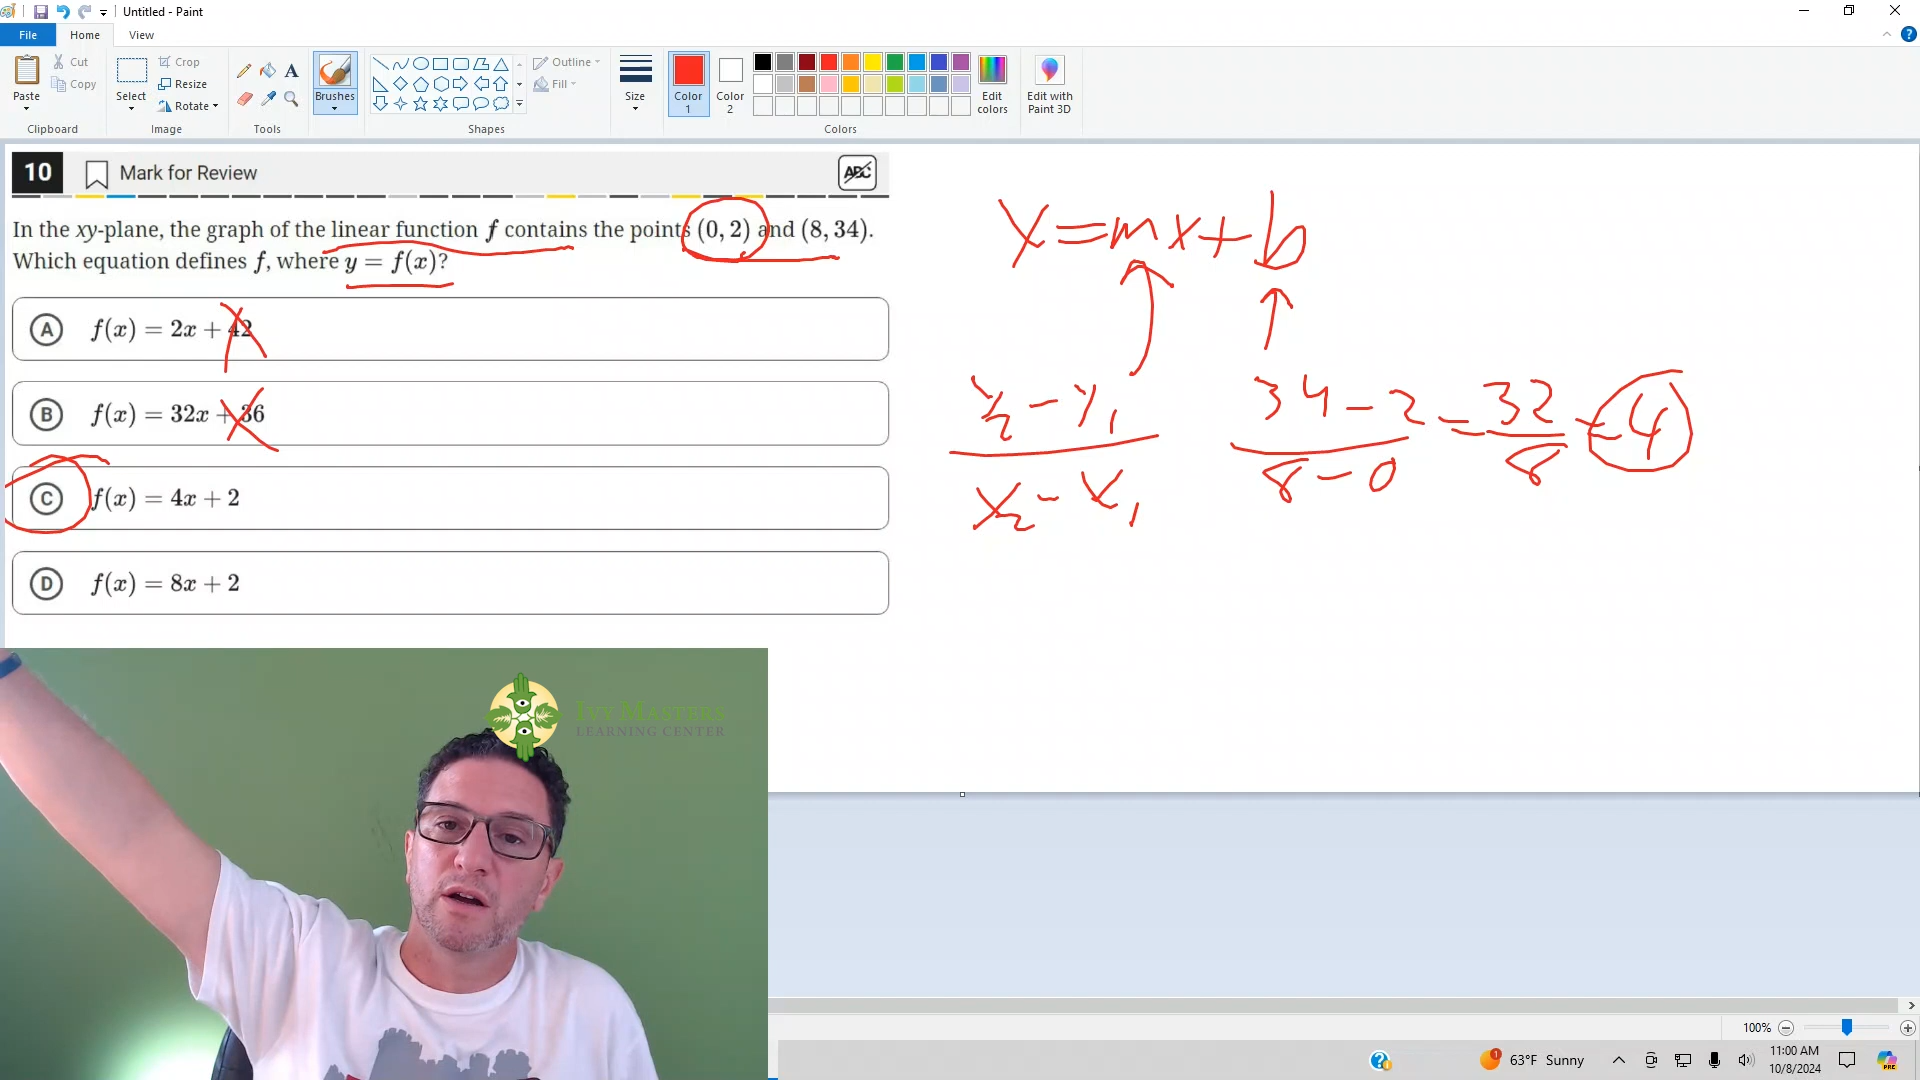 Untitled - Paint
File Home View
Paste Cut Copy Select Crop Resize Rotate Brushes Outline Fill Size Color 1 Color 2 Edit colors Edit with Paint 3D
Clipboard Image Tools Shapes Colors
10 Mark for Review ABC
In the xy-plane, the graph of the linear function f contains the points (0, 2) and (8, 34).
Which equation defines f, where y = f(x)?
A f(x) = 2x + 42
B f(x) = 32x + 36
C f(x) = 4x + 2
D f(x) = 8x + 2
y = mx + b
y₂ - y₁
x₂ - x₁
34 - 2 = 32 = 4
8 - 0 8
IVY MASTERS
LEARNING CENTER
100%
63°F Sunny
11:00 AM
10/8/2024